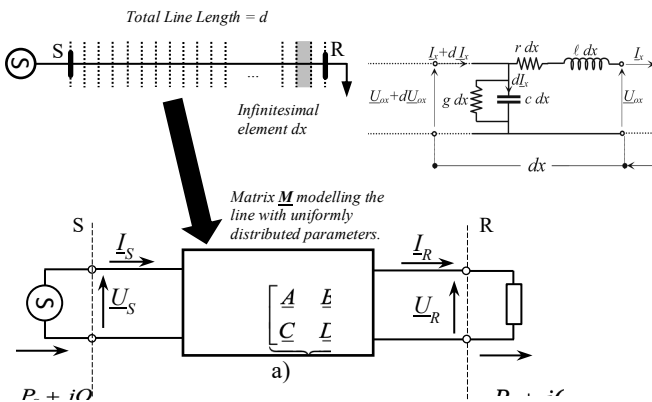 Total Line Length = d
S
R
S
...
Infinitesimal
element dx
I_x+dI_x
r dx
ℓ dx
I_x
dI_x
g dx
c dx
U_ox+dU_ox
U_ox
dx
Matrix M modelling the
line with uniformly
distributed parameters.
S
R
I_S
I_R
S
U_S
U_R
A
C
a)